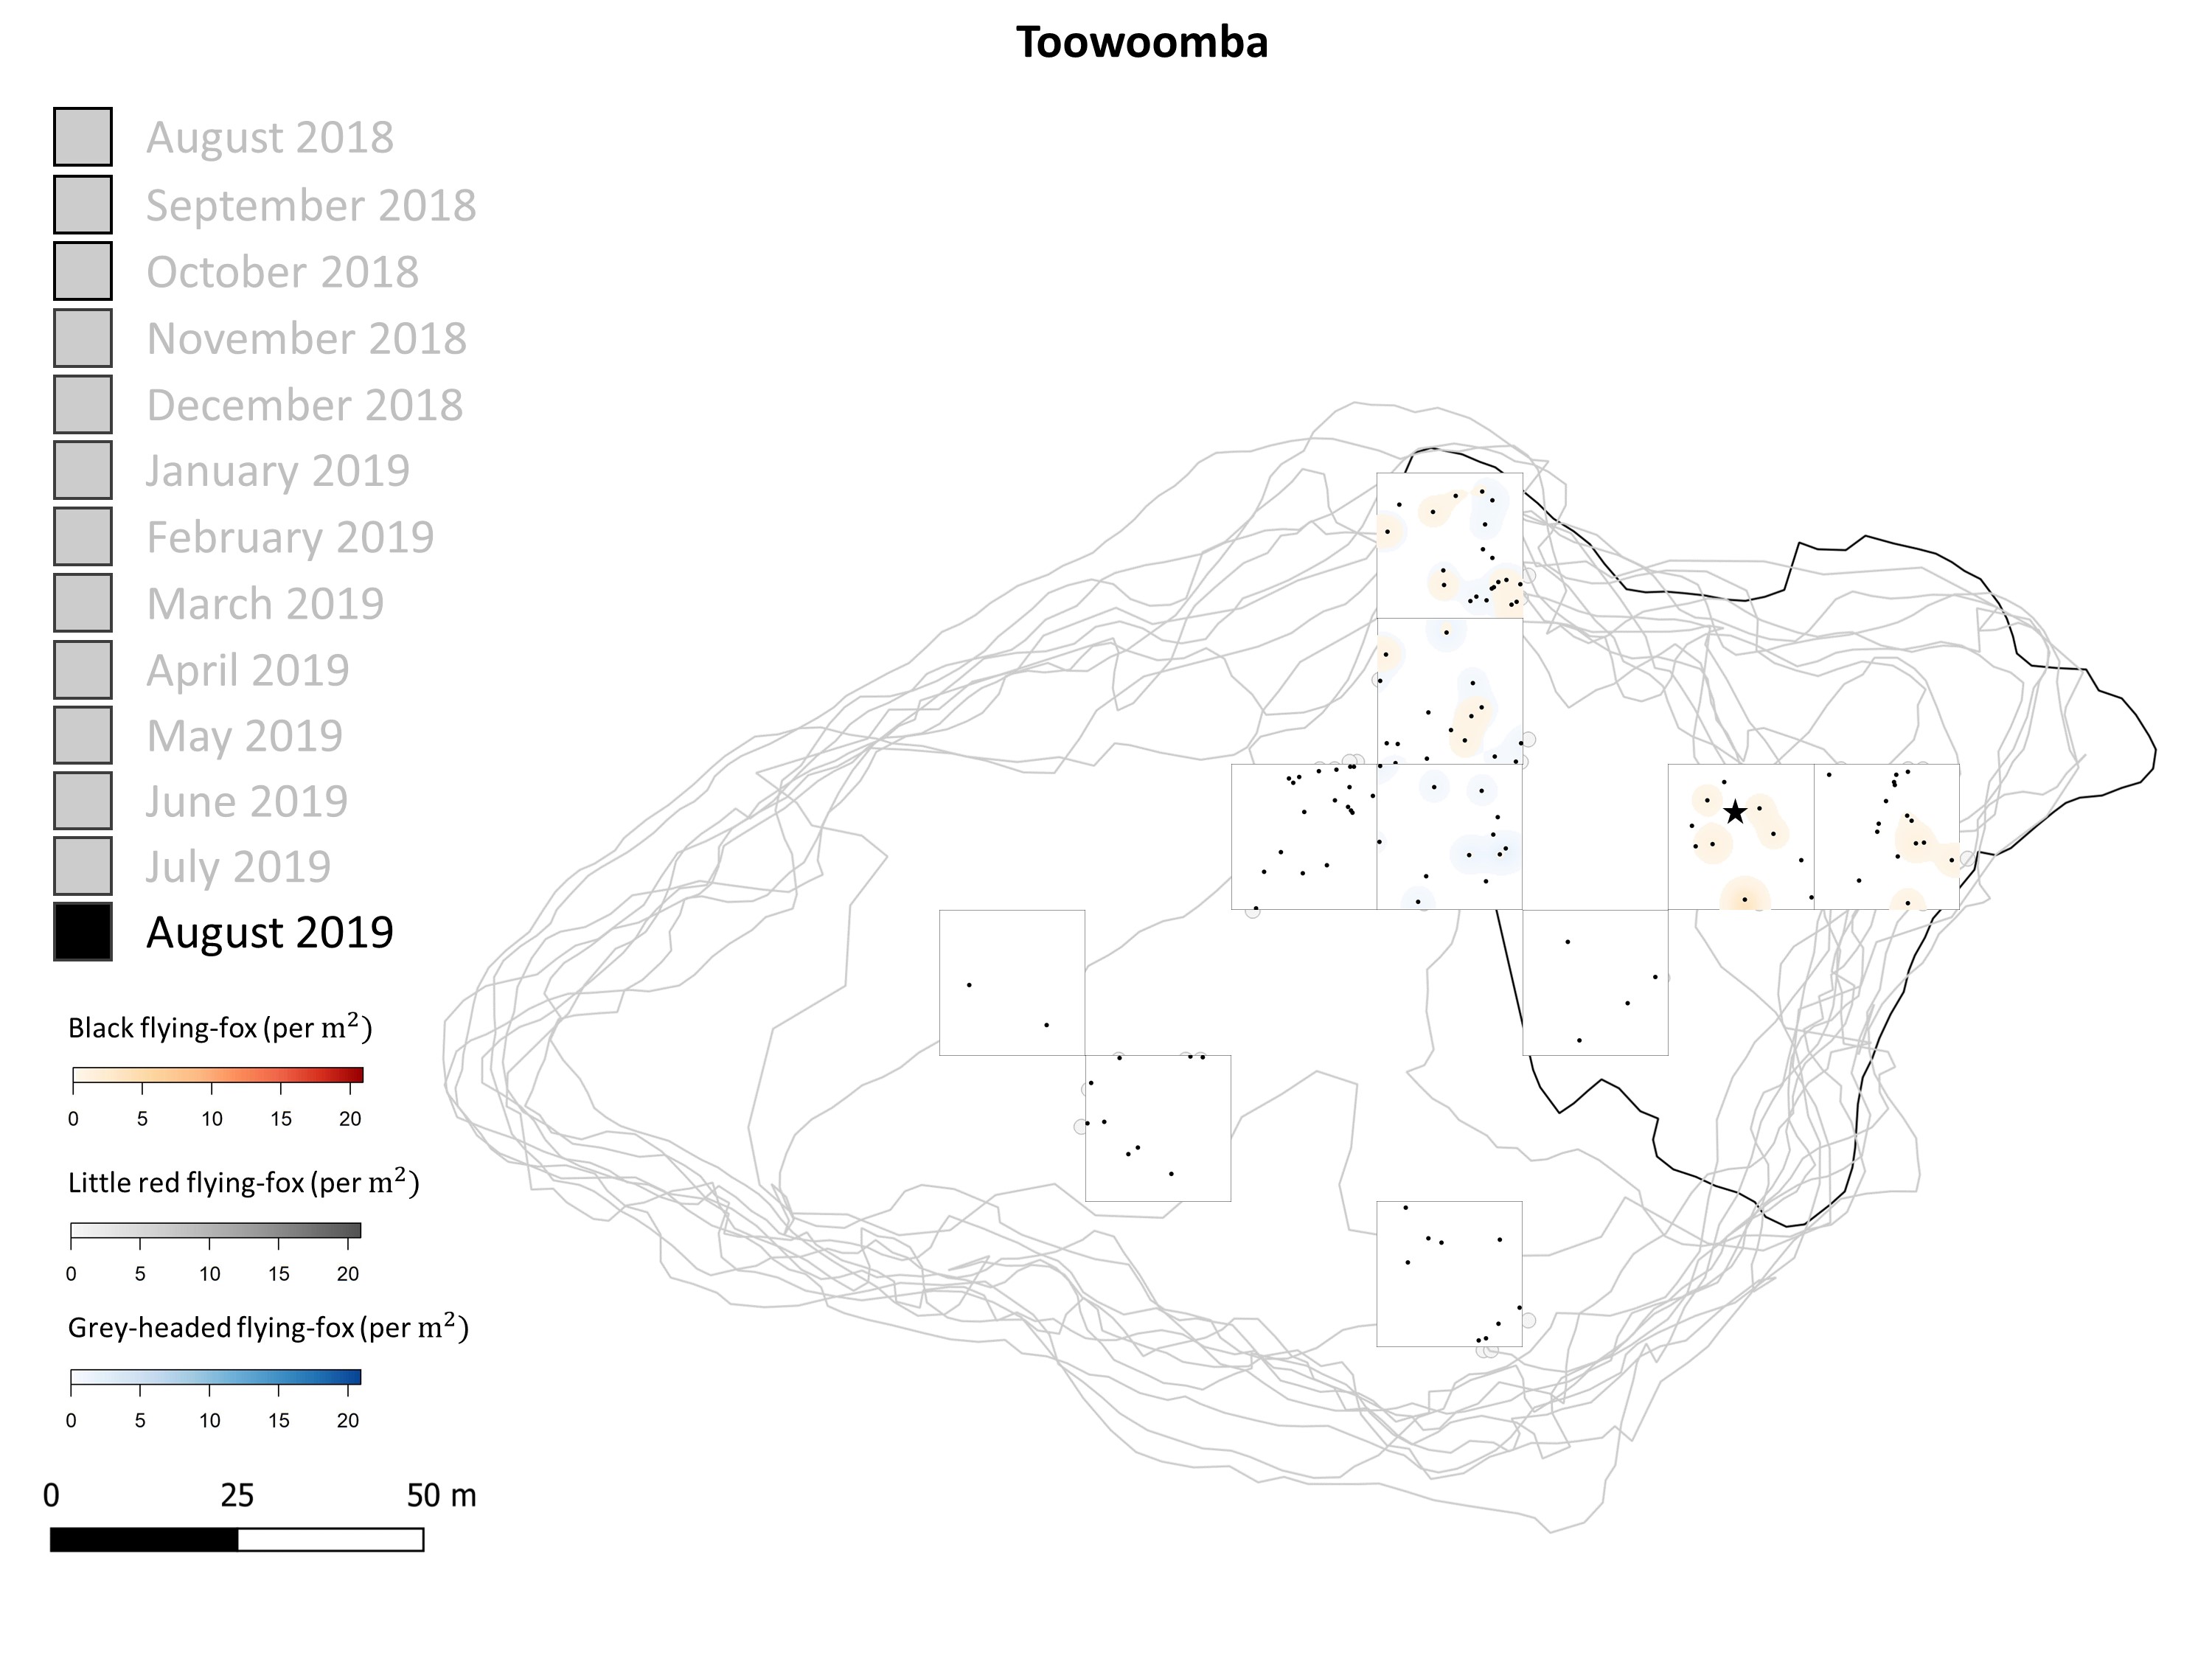 Toowoomba
August 2018
September 2018
October 2018
November 2018
December 2018
January 2019
February 2019
March 2019
April 2019
May 2019
June 2019
July 2019
August 2019
Black flying-fox (per m²)
0 5 10 15 20
Little red flying-fox (per m²)
0 5 10 15 20
Grey-headed flying-fox (per m²)
0 5 10 15 20
0 25 50 m